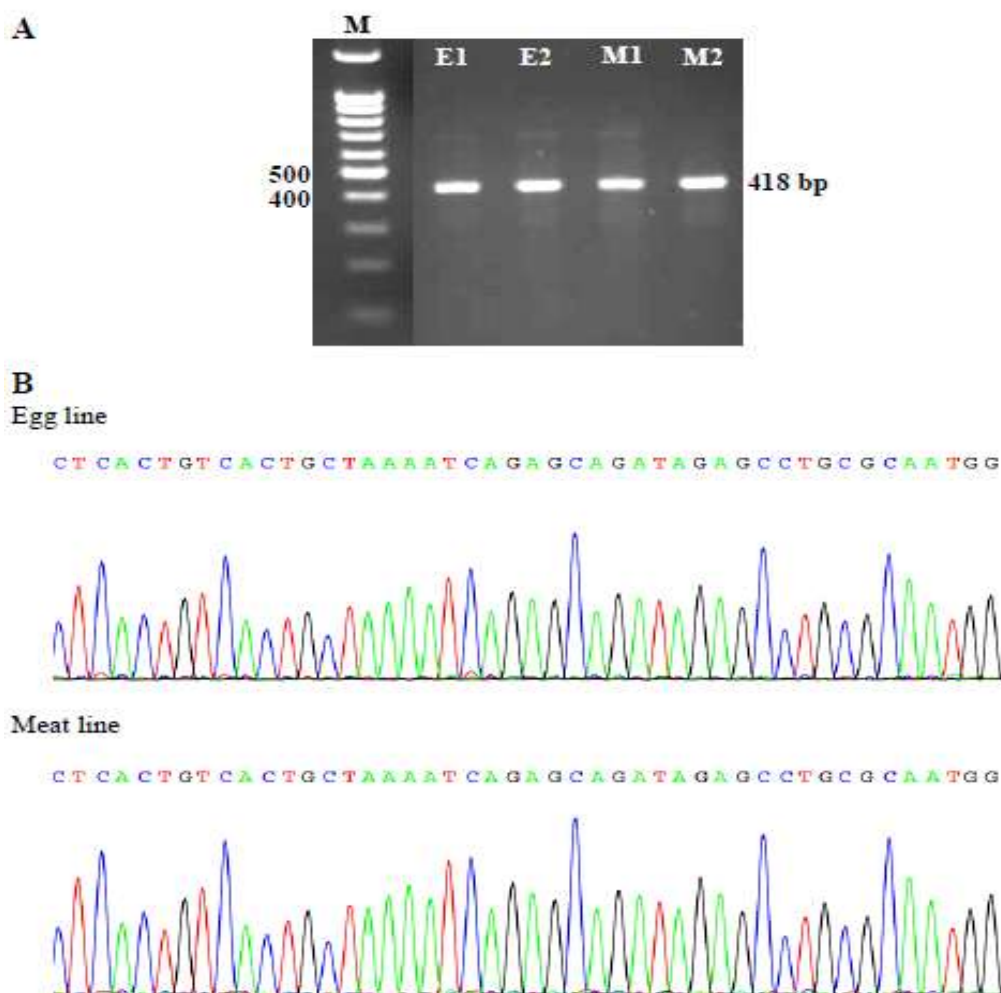 A
M
E1 E2 M1 M2
500
400
418 bp
B
Egg line
CTCACTGTCACTGCTAAAATCAGAGCAGATAGAGCCTGCGCAATGG
Meat line
CTCACTGTCACTGCTAAAATCAGAGCAGATAGAGCCTGCGCAATGG